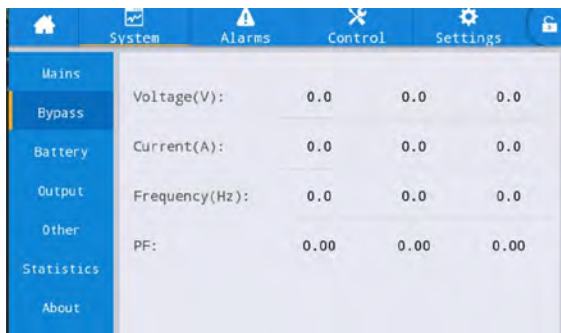 System Alarms Control Settings
Mains
Bypass
Battery
Output
Other
Statistics
About
Voltage(V): 0.0 0.0 0.0
Current(A): 0.0 0.0 0.0
Frequency(Hz): 0.0 0.0 0.0
PF: 0.00 0.00 0.00